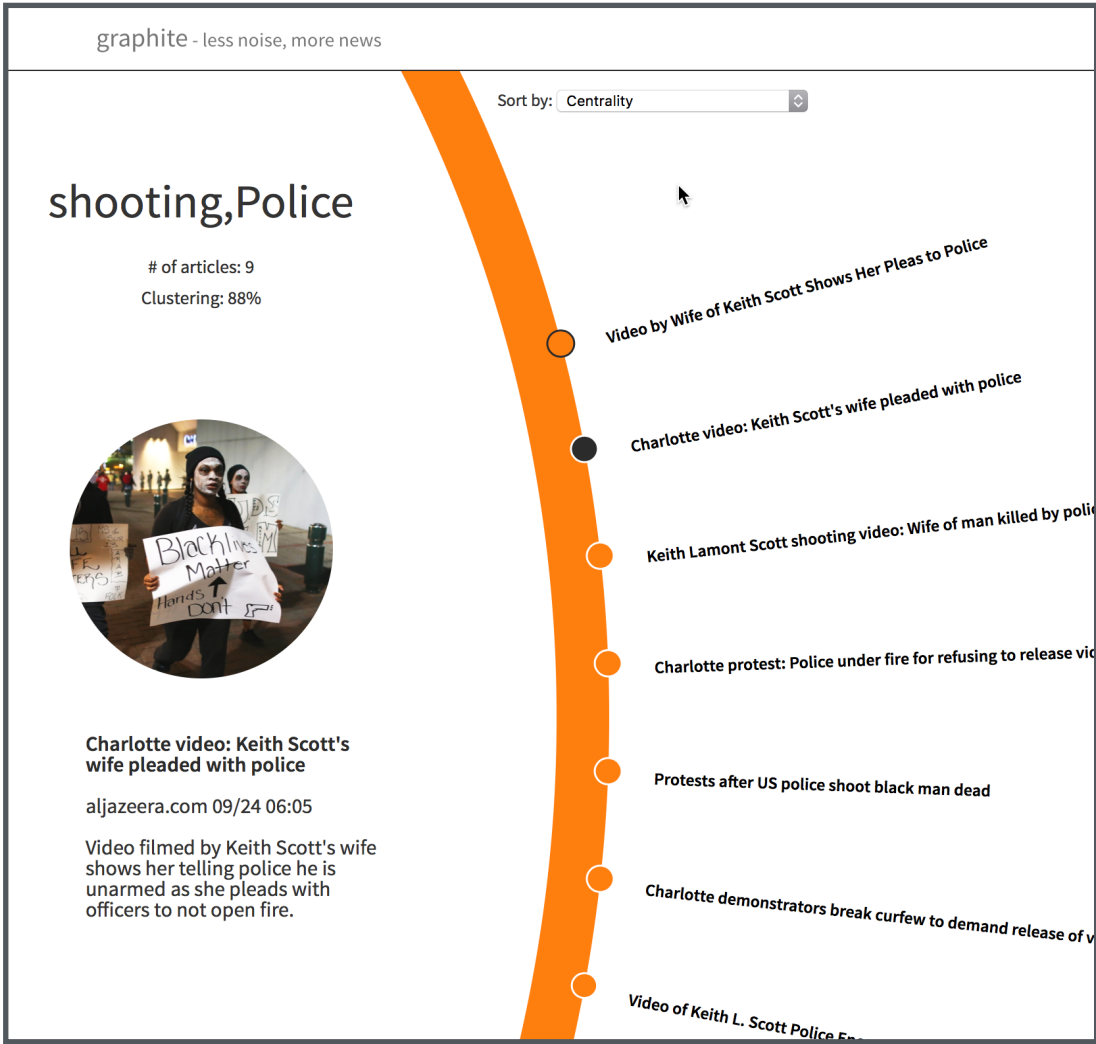 graphite - less noise, more news
Sort by: Centrality
shooting,Police
# of articles: 9
Clustering: 88%
Video by Wife of Keith Scott Shows Her Pleas to Police
Charlotte video: Keith Scott's wife pleaded with police
Keith Lamont Scott shooting video: Wife of man killed by
Charlotte protest: Police under fire for refusing to release
Protests after US police shoot black man dead
Charlotte demonstrators break curfew to demand release of
Video of Keith L. Scott Police
Black lives
Matter
Hands
Don't
Charlotte video: Keith Scott's
wife pleaded with police
aljazeera.com 09/24 06:05
Video filmed by Keith Scott's wife
shows her telling police he is
unarmed as she pleads with
officers to not open fire.